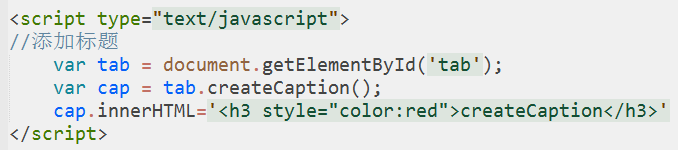 <script type="text/javascript">
//添加标题
    var tab = document.getElementById('tab');
    var cap = tab.createCaption();
    cap.innerHTML='<h3 style="color:red">createCaption</h3>'
</script>